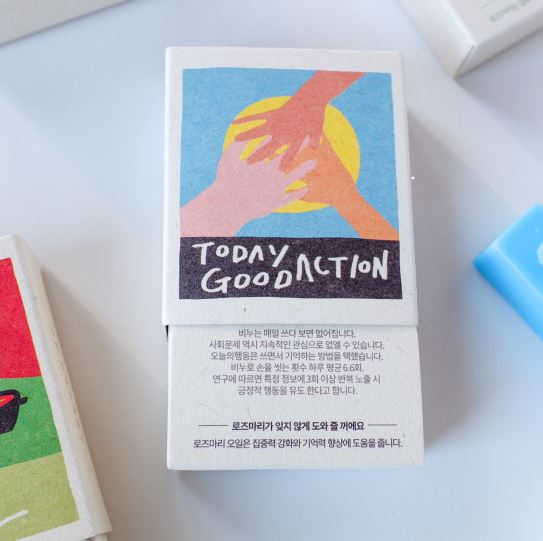 TODAY
GOOD ACTION
비누는 매일 쓰다 보면 없어집니다.
사회문제 역시 지속적인 관심으로 없앨 수 있습니다.
오늘의행동은 쓰면서 기억하는 방법을 택했습니다.
비누로 손을 씻는 횟수 하루 평균 6.6회.
연구에 따르면 특정 정보에 3회 이상 반복 노출 시
긍정적 행동을 유도 한다고 합니다.
로즈마리가 잊지 않게 도와 줄 꺼에요
로즈마리 오일은 집중력 강화와 기억력 향상에 도움을 줍니다.